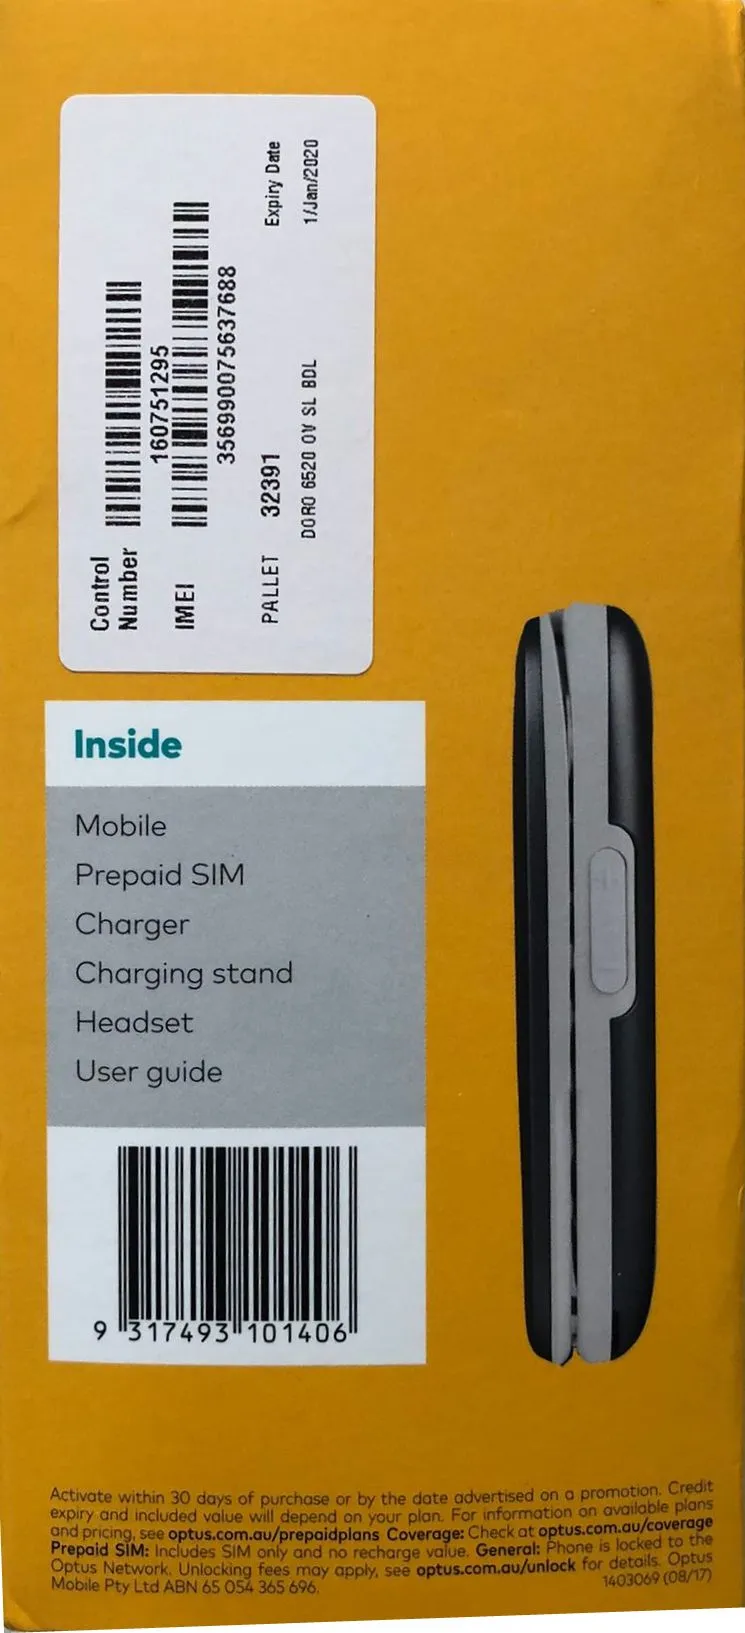 Control
Number
160751295
IMEI
356990075637688
PALLET 32391
Expiry Date
DORO 6520 OV SL BDL
1/Jan/2020
Inside
Mobile
Prepaid SIM
Charger
Charging stand
Headset
User guide
9 317493 101406
Activate within 30 days of purchase or by the date advertised on a promotion. Credit
expiry and included value will depend on your plan. For information on available plans
and pricing, see optus.com.au/prepaidplans Coverage: Check at optus.com.au/coverage
Prepaid SIM: Includes SIM only and no recharge value. General: Phone is locked to the
Optus Network. Unlocking fees may apply, see optus.com.au/unlock for details. Optus
Mobile Pty Ltd ABN 65 054 365 696. 1403069 (08/17)